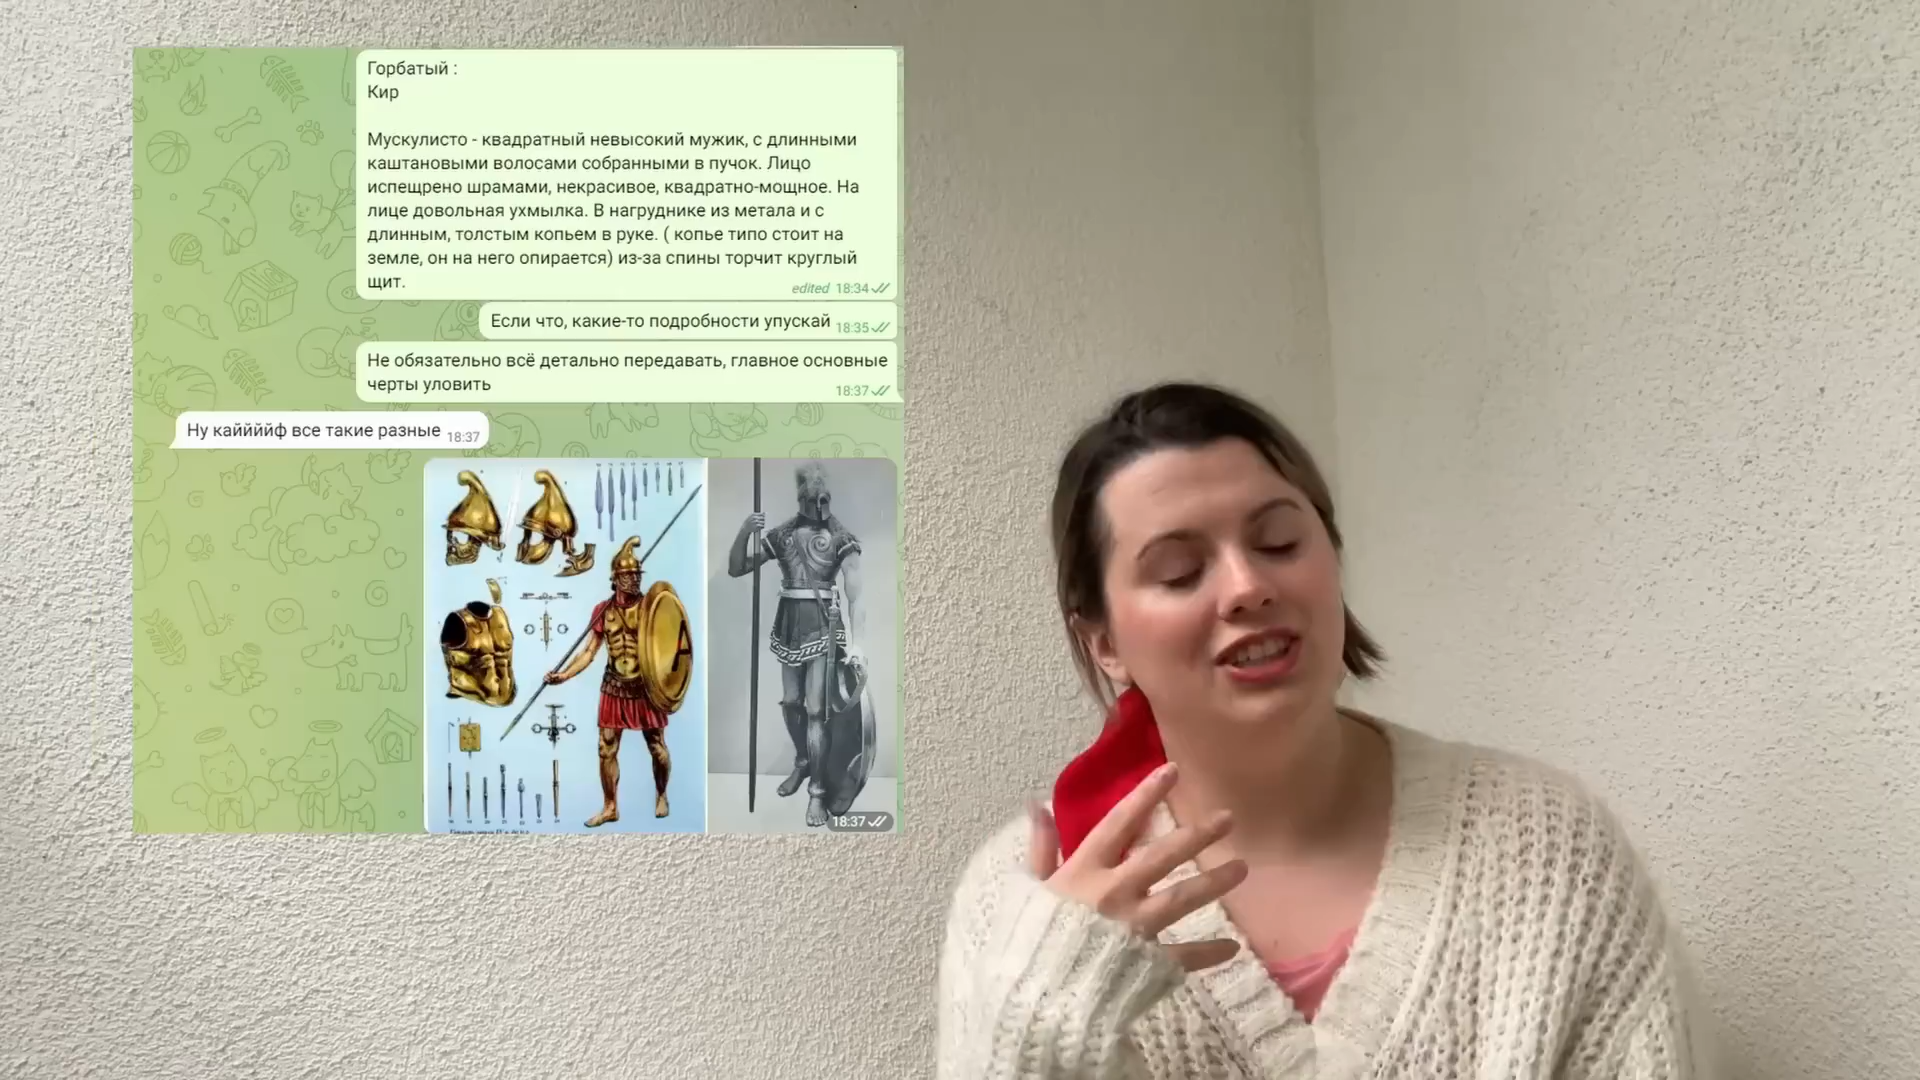 Горбатый :
Кир
Мускулисто - квадратный невысокий мужик, с длинными
каштановыми волосами собранными в пучок. Лицо
испещрено шрамами, некрасивое, квадратно-мощное. На
лице довольная ухмылка. В нагруднике из метала и с
длинным, толстым копьем в руке. ( копье типо стоит на
земле, он на него опирается) из-за спины торчит круглый
щит.
edited 18:34
Если что, какие-то подробности упускай 18:35
Не обязательно всё детально передавать, главное основные
черты уловить
18:37
Ну кайййййф все такие разные 18:37
18:37